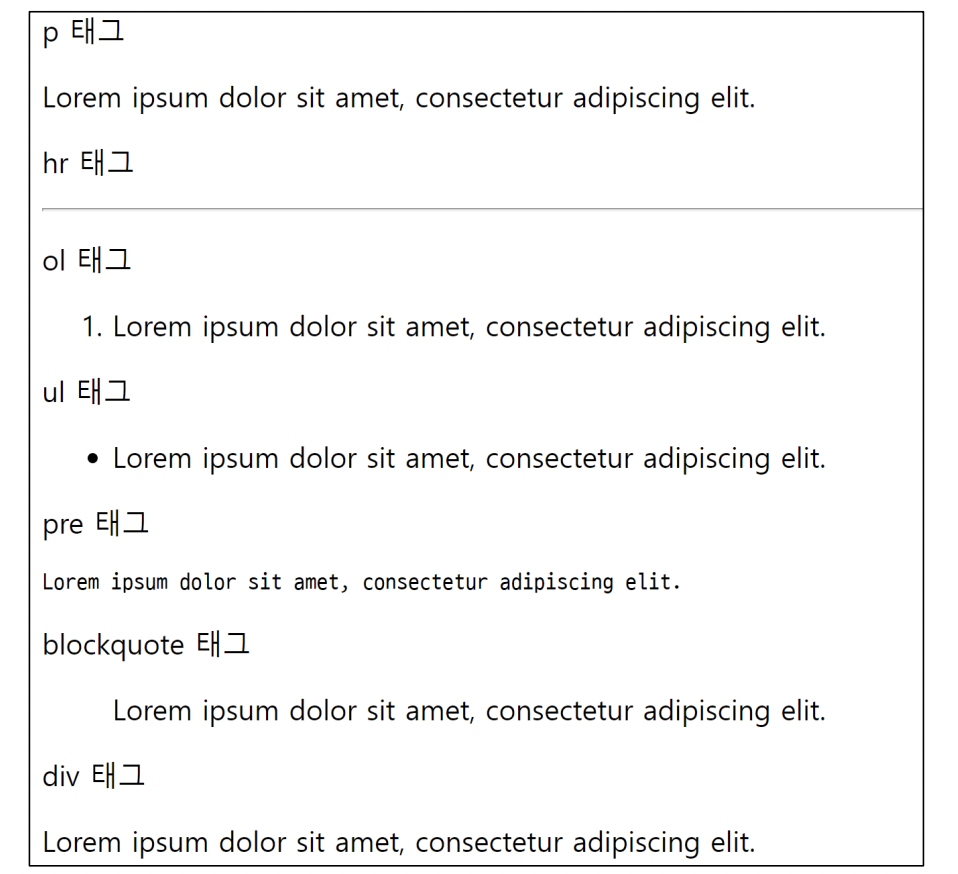 p 태그
Lorem ipsum dolor sit amet, consectetur adipiscing elit.
hr 태그
ol 태그
1. Lorem ipsum dolor sit amet, consectetur adipiscing elit.
ul 태그
• Lorem ipsum dolor sit amet, consectetur adipiscing elit.
pre 태그
Lorem ipsum dolor sit amet, consectetur adipiscing elit.
blockquote 태그
Lorem ipsum dolor sit amet, consectetur adipiscing elit.
div 태그
Lorem ipsum dolor sit amet, consectetur adipiscing elit.